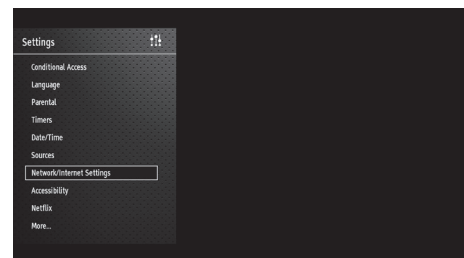 Settings
Conditional Access
Language
Parental
Timers
Date/Time
Sources
Network/Internet Settings
Accessibility
Netflix
More...